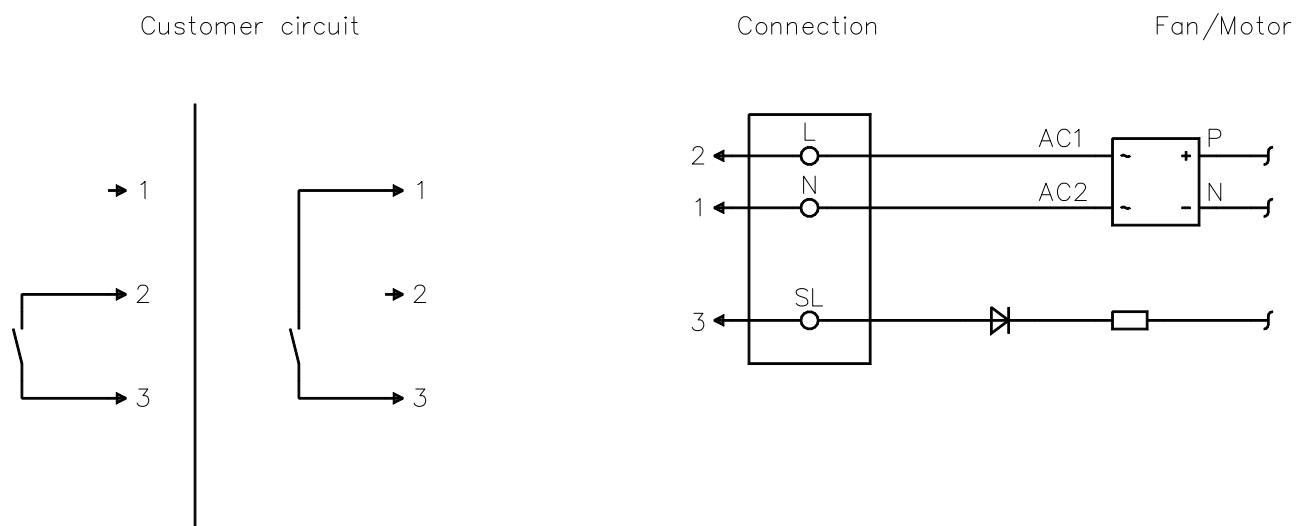 Customer circuit
Connection
Fan/Motor
1
2
3
1
2
3
L
N
SL
2
1
3
AC1
AC2
~ +
~ -
P
N